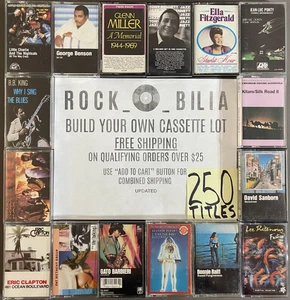 Little Charlie
And The Nightcats
George Benson
GLENN
MILLER
A Memorial
1944-1969
Ella
Fitzgerald
JEAN-LUC PONTY
B.B. KING
WHY I SING
THE BLUES
ROCK_O_BILIA
BUILD YOUR OWN CASSETTE LOT
FREE SHIPPING
ON QUALIFYING ORDERS OVER $25
USE "ADD TO CART" BUTTON FOR
COMBINED SHIPPING
UPDATED
250
TITLES
Kitaro/Silk Road II
David Sanborn
ERIC CLAPTON
461 OCEAN BOULEVARD
GATO BARBIERI
Bonnie Raitt
Lee Ritenour